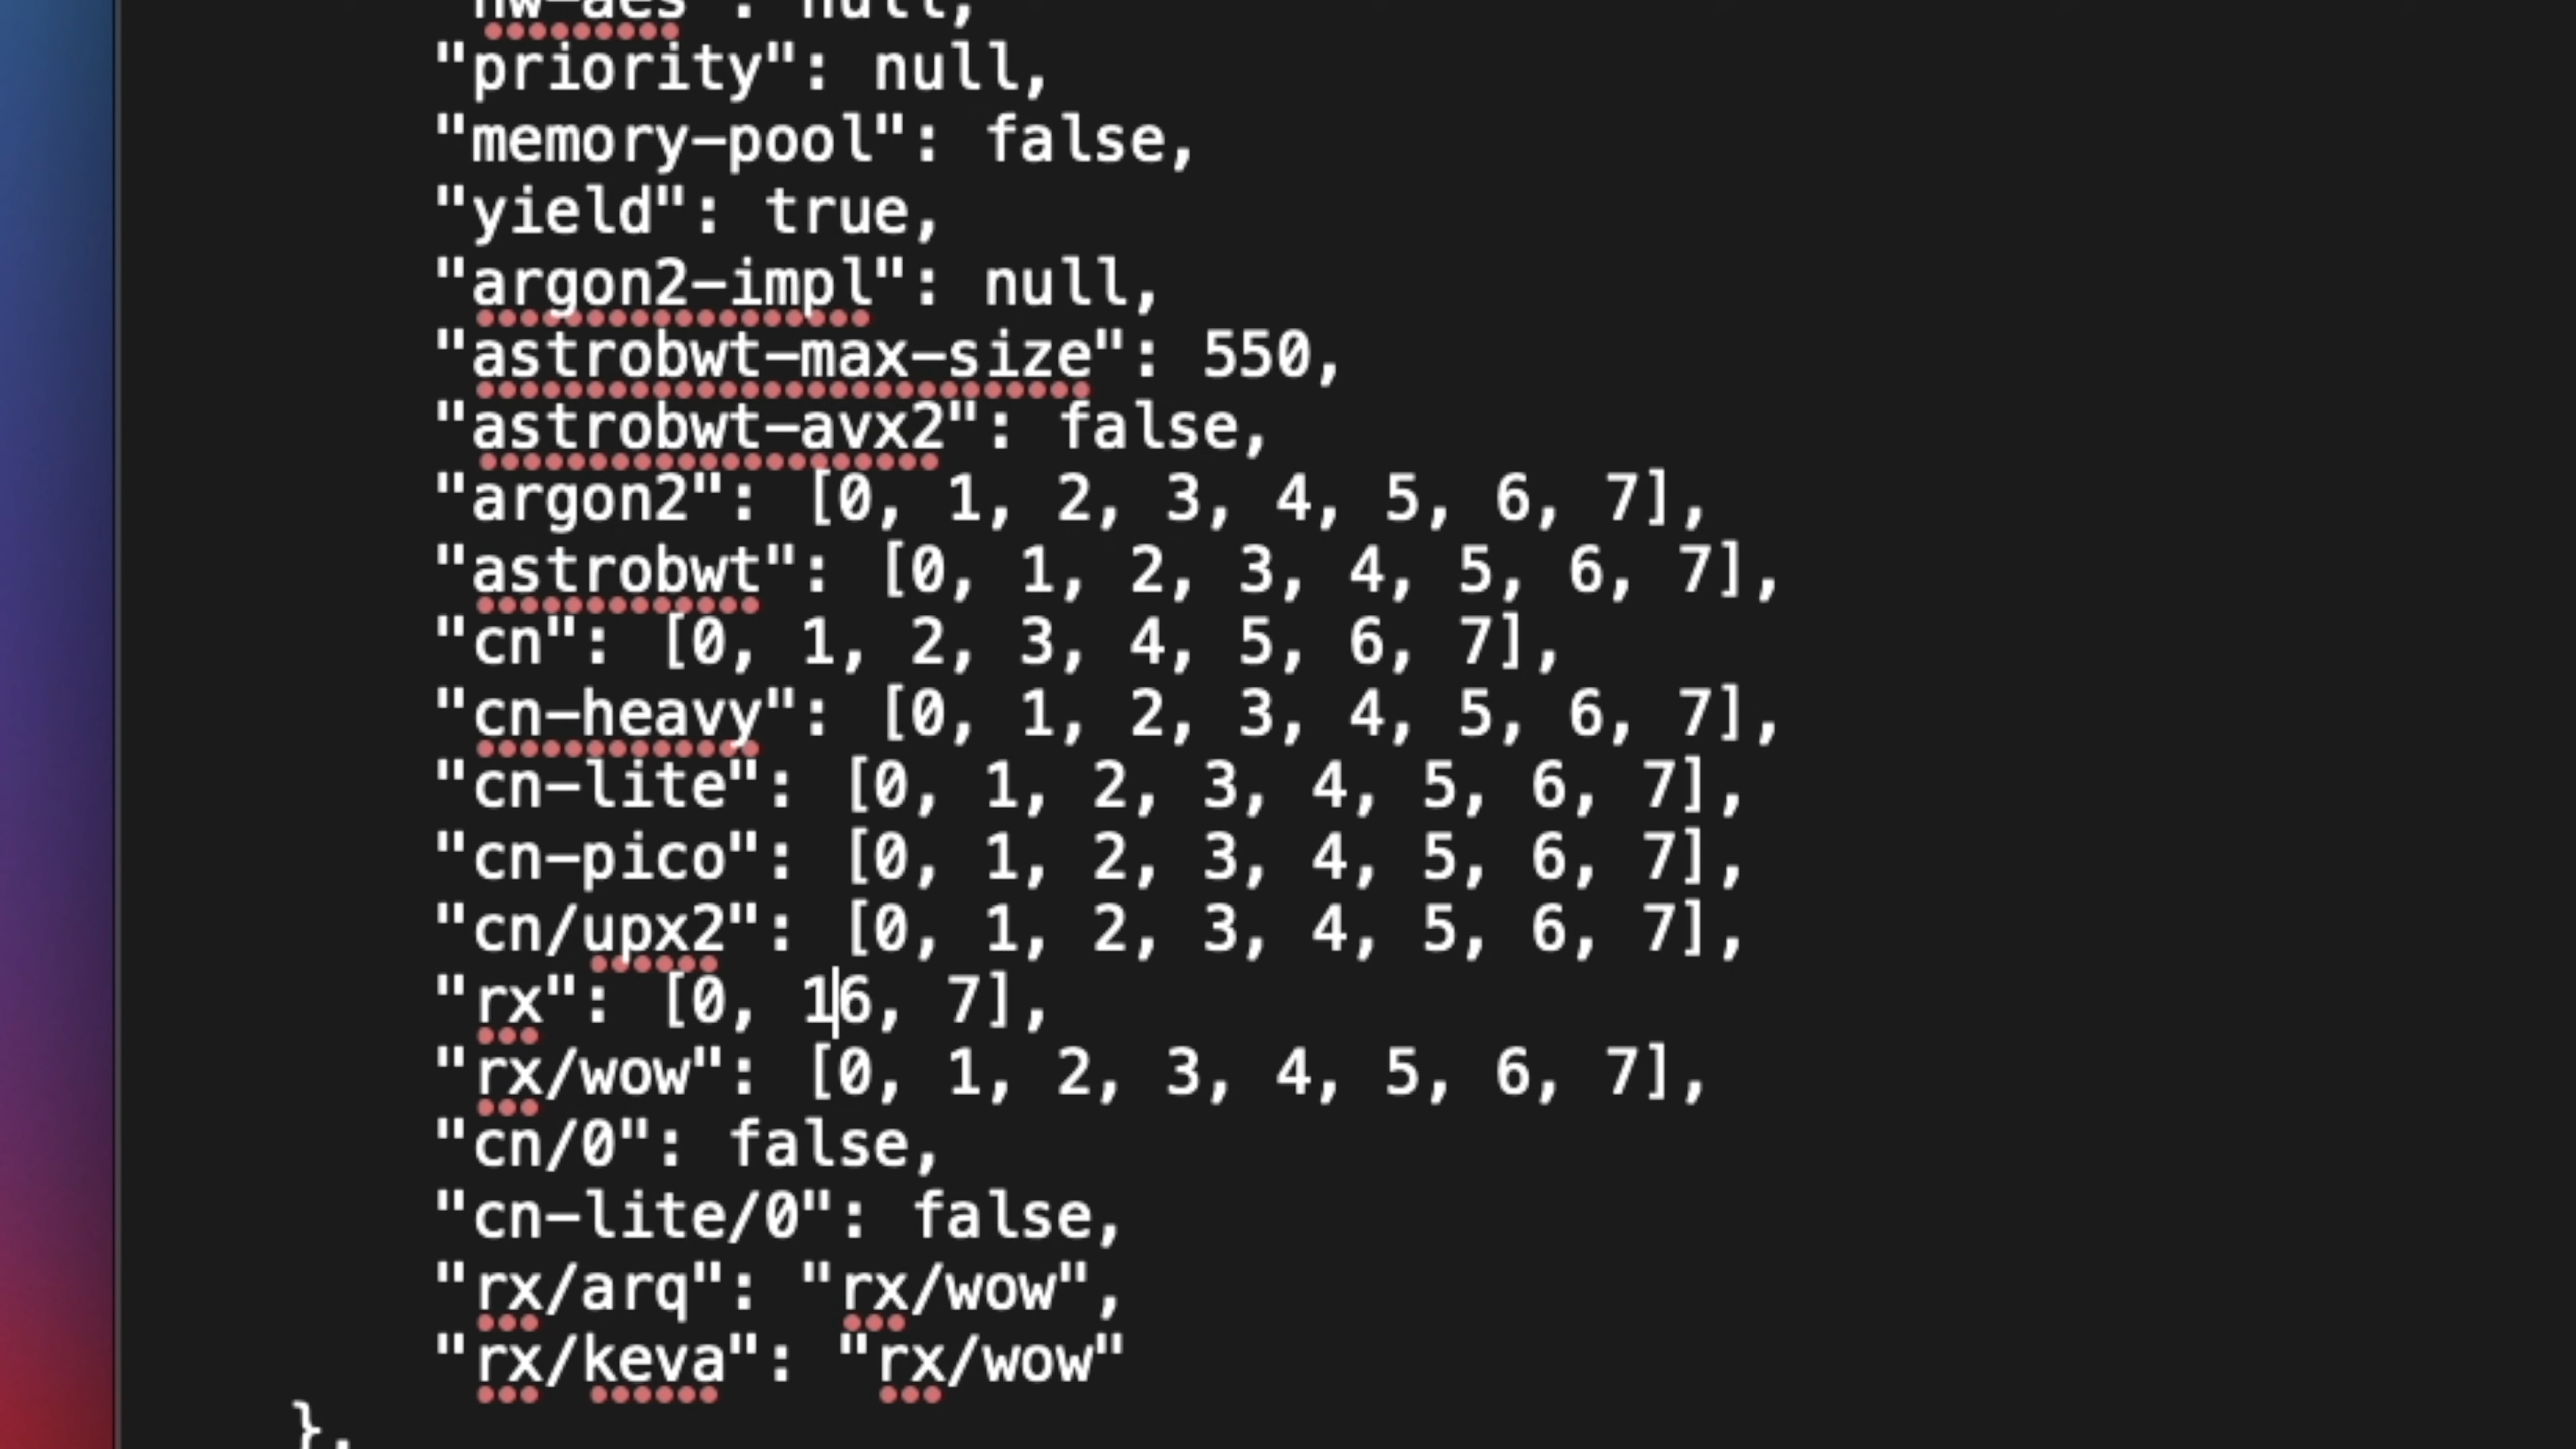 "hw-aes": null,
"priority": null,
"memory-pool": false,
"yield": true,
"argon2-impl": null,
"astrobwt-max-size": 550,
"astrobwt-avx2": false,
"argon2": [0, 1, 2, 3, 4, 5, 6, 7],
"astrobwt": [0, 1, 2, 3, 4, 5, 6, 7],
"cn": [0, 1, 2, 3, 4, 5, 6, 7],
"cn-heavy": [0, 1, 2, 3, 4, 5, 6, 7],
"cn-lite": [0, 1, 2, 3, 4, 5, 6, 7],
"cn-pico": [0, 1, 2, 3, 4, 5, 6, 7],
"cn/upx2": [0, 1, 2, 3, 4, 5, 6, 7],
"rx": [0, 16, 7],
"rx/wow": [0, 1, 2, 3, 4, 5, 6, 7],
"cn/0": false,
"cn-lite/0": false,
"rx/arq": "rx/wow",
"rx/keva": "rx/wow"
},